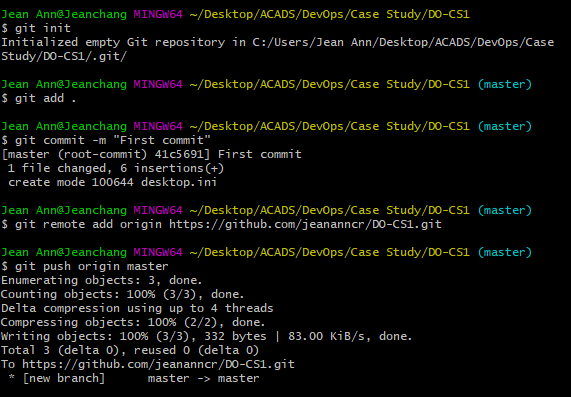 Jean Ann@Jeanchang MINGW64 ~/Desktop/ACADS/DevOps/Case Study/DO-CS1
$ git init
Initialized empty Git repository in C:/Users/Jean Ann/Desktop/ACADS/DevOps/Case
Study/DO-CS1/.git/
Jean Ann@Jeanchang MINGW64 ~/Desktop/ACADS/DevOps/Case Study/DO-CS1 (master)
$ git add .
Jean Ann@Jeanchang MINGW64 ~/Desktop/ACADS/DevOps/Case Study/DO-CS1 (master)
$ git commit -m "First commit"
[master (root-commit) 41c5691] First commit
 1 file changed, 6 insertions(+)
 create mode 100644 desktop.ini
Jean Ann@Jeanchang MINGW64 ~/Desktop/ACADS/DevOps/Case Study/DO-CS1 (master)
$ git remote add origin https://github.com/jeananncr/DO-CS1.git
Jean Ann@Jeanchang MINGW64 ~/Desktop/ACADS/DevOps/Case Study/DO-CS1 (master)
$ git push origin master
Enumerating objects: 3, done.
Counting objects: 100% (3/3), done.
Delta compression using up to 4 threads
Compressing objects: 100% (2/2), done.
Writing objects: 100% (3/3), 332 bytes | 83.00 KiB/s, done.
Total 3 (delta 0), reused 0 (delta 0)
To https://github.com/jeananncr/DO-CS1.git
 * [new branch]      master -> master